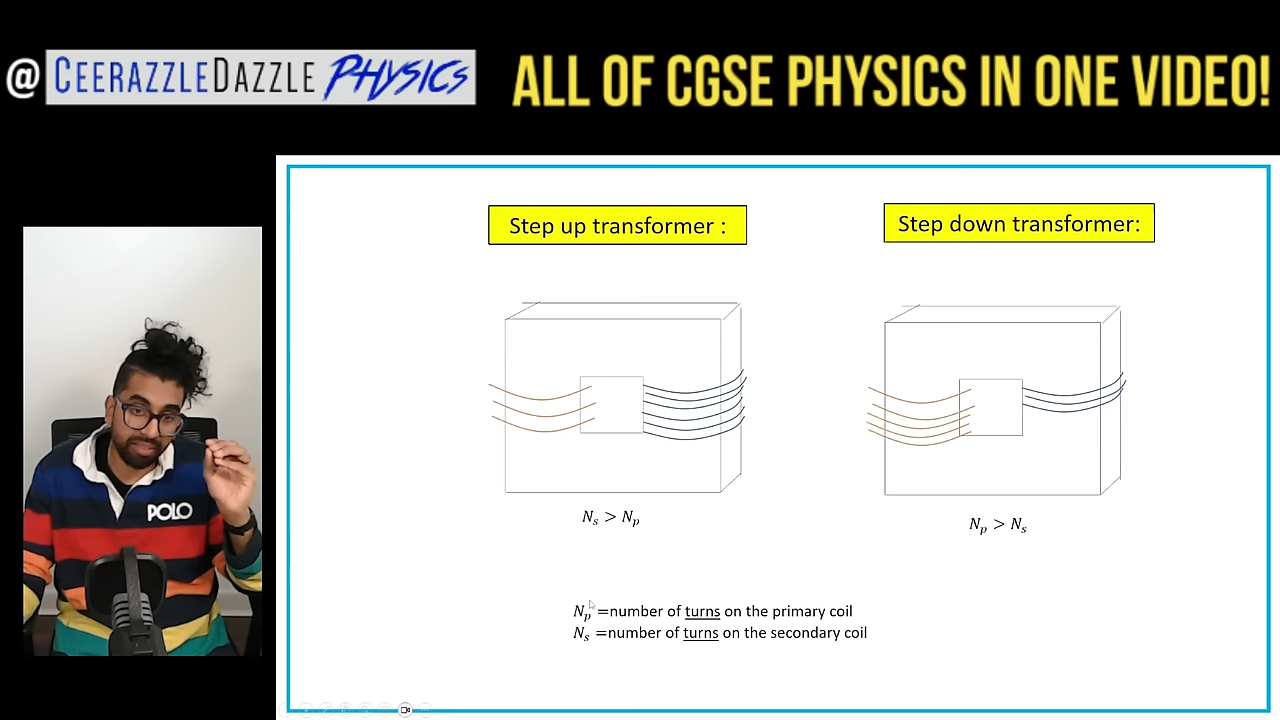 @ CEERAZZLEDAZZLE PHYSICS
ALL OF CGSE PHYSICS IN ONE VIDEO!
Step up transformer :
Step down transformer:
POLO
Nₛ > Nₚ
Nₚ > Nₛ
Nₚ =number of turns on the primary coil
Nₛ =number of turns on the secondary coil